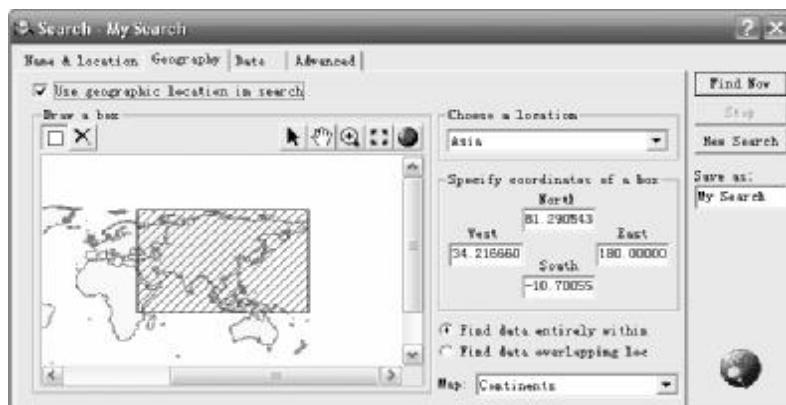 Search - My Search
Name & location Geography Date Advanced
Use geographic location in search
Draw a box
Choose a location
Asia
Specify coordinates of a box
North
81.290543
West
East
34.216660
180.00000
South
-10.70055
Find data entirely within
Find data overlapping loc
Map: Continents
Find Now
Stop
New Search
Save as:
My Search